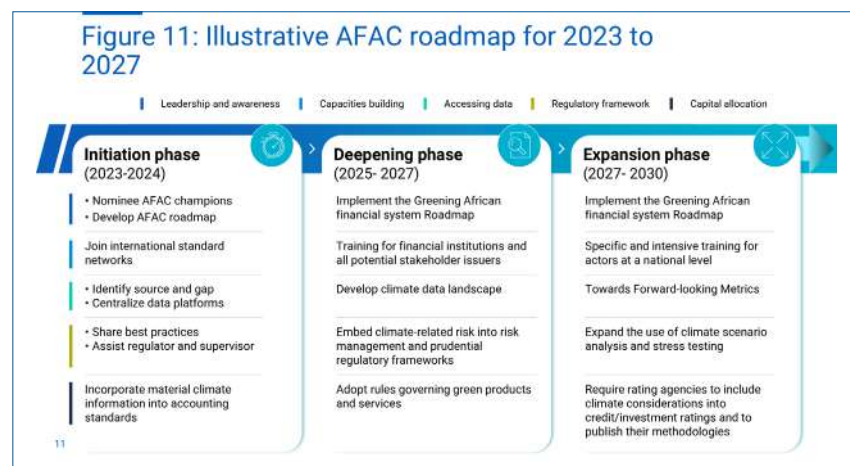 Figure 11: Illustrative AFAC roadmap for 2023 to
2027
Leadership and awareness
Capacities building
Accessing data
Regulatory framework
Capital allocation
Initiation phase
(2023-2024)
• Nominee AFAC champions
• Develop AFAC roadmap
Join international standard
networks
• Identify source and gap
• Centralize data platforms
• Share best practices
• Assist regulator and supervisor
Incorporate material climate
information into accounting
standards
Deepening phase
(2025- 2027)
Implement the Greening African
financial system Roadmap
Training for financial institutions and
all potential stakeholder issuers
Develop climate data landscape
Embed climate-related risk into risk
management and prudential
regulatory frameworks
Adopt rules governing green products
and services
Expansion phase
(2027- 2030)
Implement the Greening African
financial system Roadmap
Specific and intensive training for
actors at a national level
Towards Forward-looking Metrics
Expand the use of climate scenario
analysis and stress testing
Require rating agencies to include
climate considerations into
credit/investment ratings and to
publish their methodologies
11